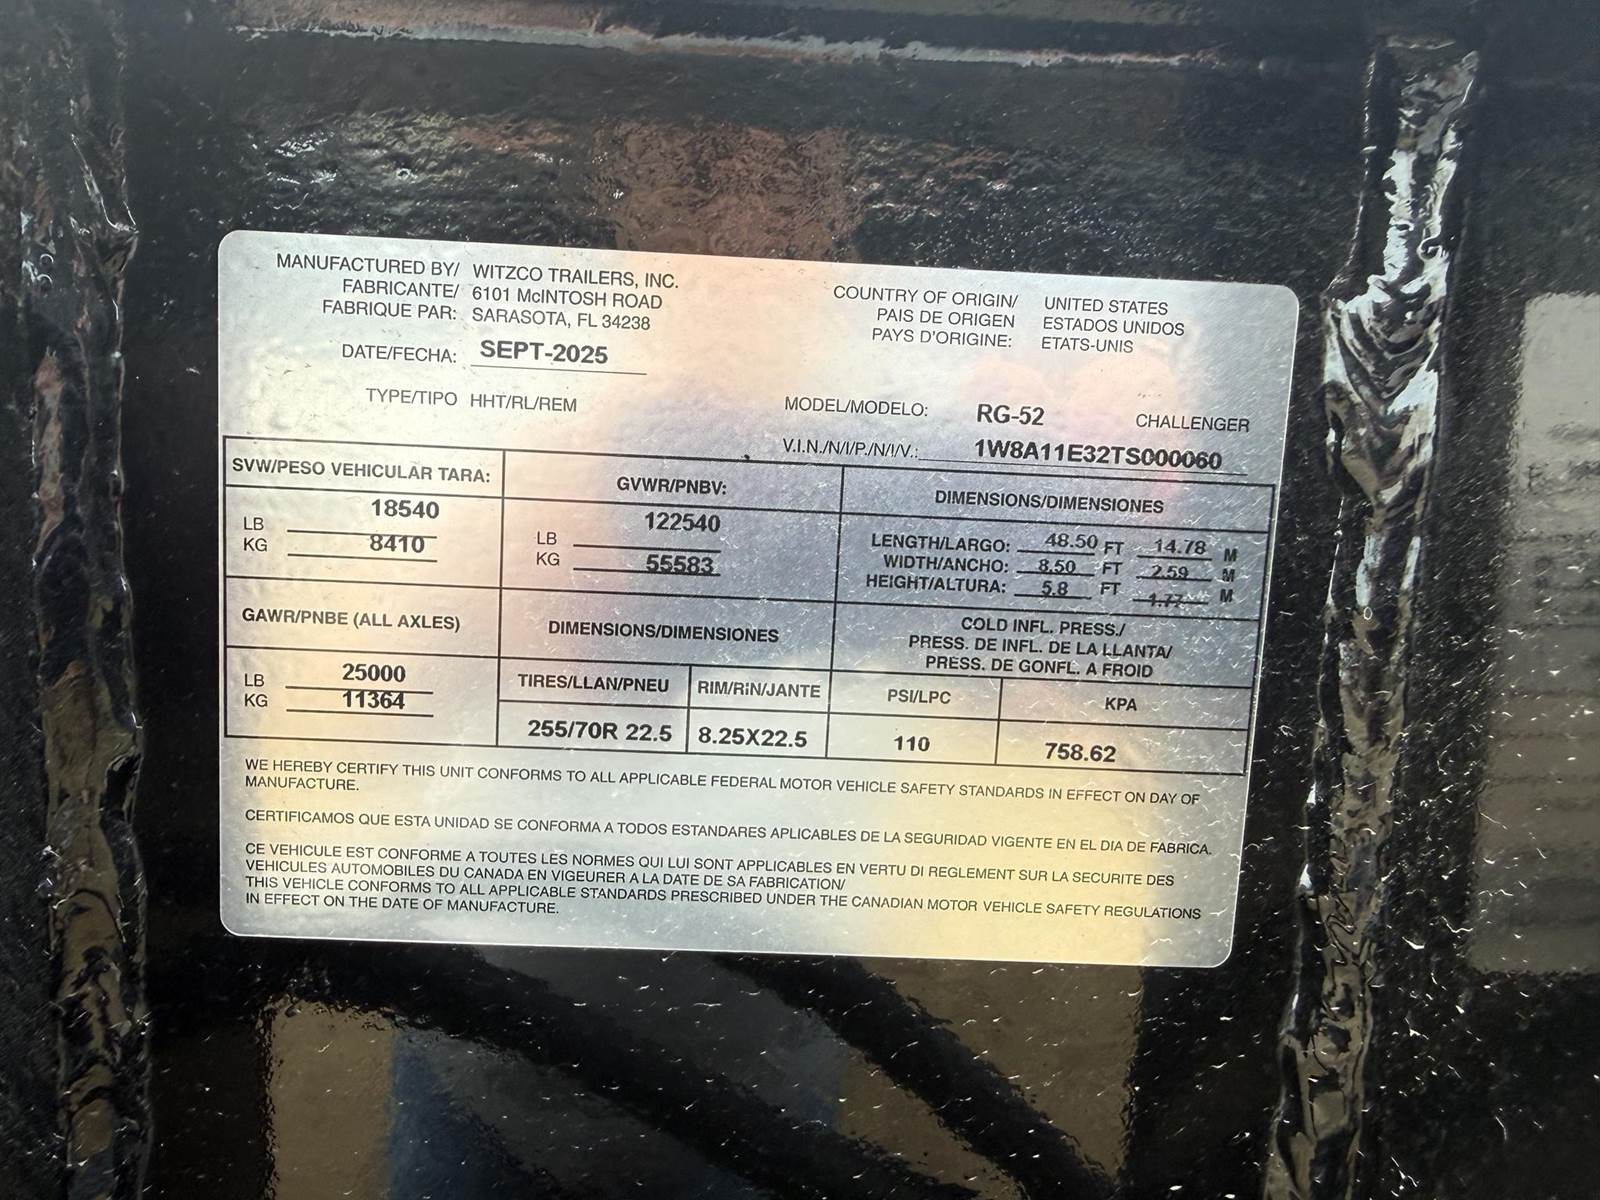 MANUFACTURED BY/ WITZCO TRAILERS, INC.
FABRICANTE/ 6101 McINTOSH ROAD
FABRIQUE PAR: SARASOTA, FL 34238
COUNTRY OF ORIGIN/ UNITED STATES
PAIS DE ORIGEN ESTADOS UNIDOS
PAYS D'ORIGINE: ETATS-UNIS
DATE/FECHA: SEPT-2025
TYPE/TIPO HHT/RL/REM
MODEL/MODELO: RG-52 CHALLENGER
V.I.N./N/I/P./N/I/V.: 1W8A11E32TS000060
SVW/PESO VEHICULAR TARA:
LB 18540
KG 8410
GVWR/PNBV:
LB 122540
KG 55583
DIMENSIONS/DIMENSIONES
LENGTH/LARGO: 48.50 FT 14.78 M
WIDTH/ANCHO: 8.50 FT 2.59 M
HEIGHT/ALTURA: 5.8 FT 1.77 M
GAWR/PNBE (ALL AXLES)
LB 25000
KG 11364
DIMENSIONS/DIMENSIONES
TIRES/LLAN/PNEU RIM/RIN/JANTE
255/70R 22.5 8.25X22.5
COLD INFL. PRESS./
PRESS. DE INFL. DE LA LLANTA/
PRESS. DE GONFL. A FROID
PSI/LPC KPA
110 758.62
WE HEREBY CERTIFY THIS UNIT CONFORMS TO ALL APPLICABLE FEDERAL MOTOR VEHICLE SAFETY STANDARDS IN EFFECT ON DAY OF
MANUFACTURE.
CERTIFICAMOS QUE ESTA UNIDAD SE CONFORMA A TODOS ESTANDARES APLICABLES DE LA SEGURIDAD VIGENTE EN EL DIA DE FABRICA.
CE VEHICULE EST CONFORME A TOUTES LES NORMES QUI LUI SONT APPLICABLES EN VERTU DI REGLEMENT SUR LA SECURITE DES
VEHICULES AUTOMOBILES DU CANADA EN VIGEURER A LA DATE DE SA FABRICATION/
THIS VEHICLE CONFORMS TO ALL APPLICABLE STANDARDS PRESCRIBED UNDER THE CANADIAN MOTOR VEHICLE SAFETY REGULATIONS
IN EFFECT ON THE DATE OF MANUFACTURE.